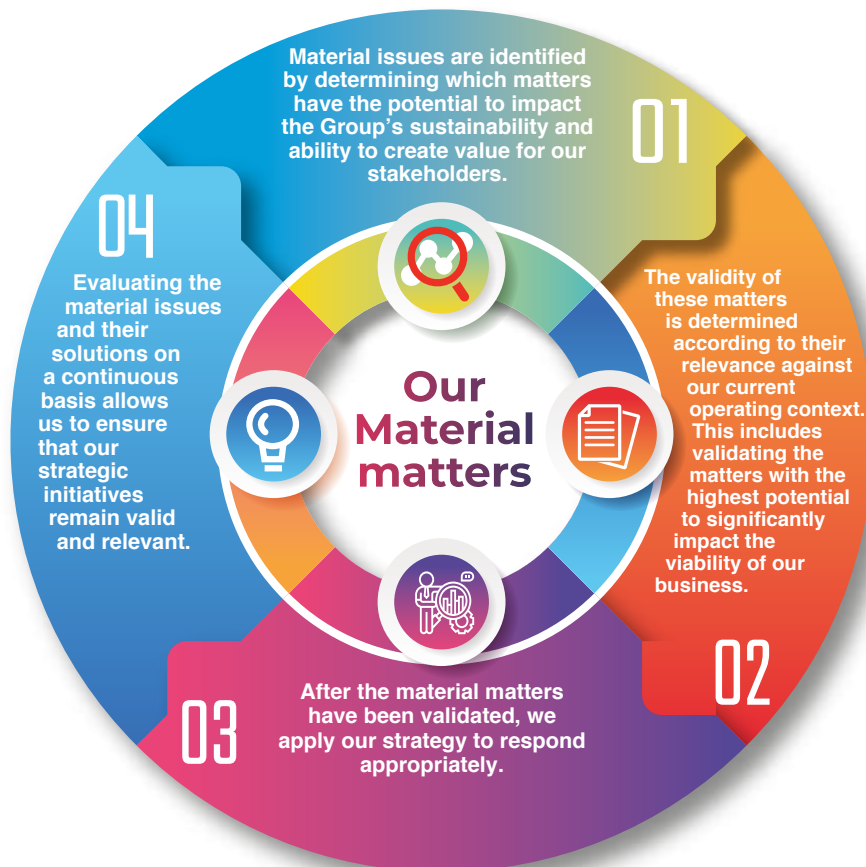 Material issues are identified
by determining which matters
have the potential to impact
the Group's sustainability and
ability to create value for our
stakeholders.
01
The validity of
these matters
is determined
according to their
relevance against
our current
operating context.
This includes
validating the
matters with the
highest potential
to significantly
impact the
viability of our
business.
02
After the material matters
have been validated, we
apply our strategy to respond
appropriately.
03
04
Evaluating the
material issues
and their
solutions on
a continuous
basis allows
us to ensure
that our
strategic
initiatives
remain valid
and relevant.
Our
Material
matters